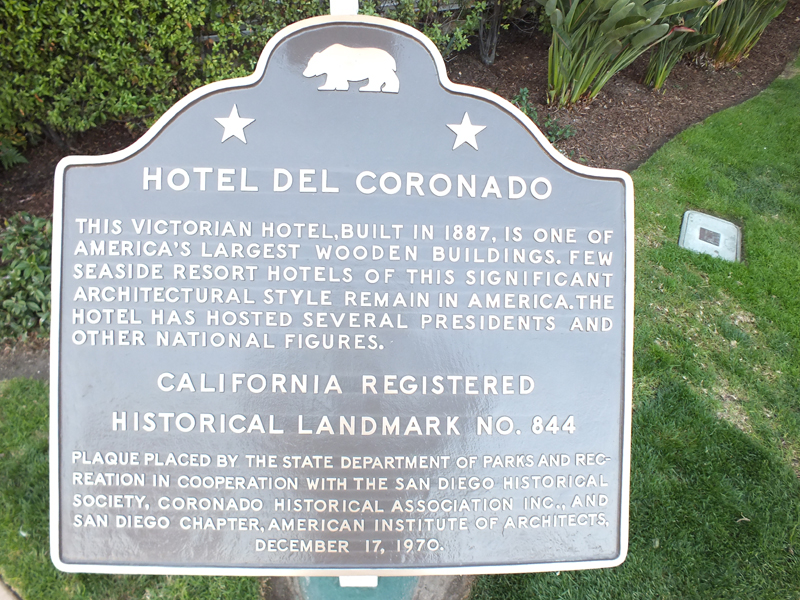 HOTEL DEL CORONADO
THIS VICTORIAN HOTEL, BUILT IN 1887, IS ONE OF
AMERICA'S LARGEST WOODEN BUILDINGS. FEW
SEASIDE RESORT HOTELS OF THIS SIGNIFICANT
ARCHITECTURAL STYLE REMAIN IN AMERICA. THE
HOTEL HAS HOSTED SEVERAL PRESIDENTS AND
OTHER NATIONAL FIGURES.
CALIFORNIA REGISTERED
HISTORICAL LANDMARK NO. 844
PLAQUE PLACED BY THE STATE DEPARTMENT OF PARKS AND REC-
REATION IN COOPERATION WITH THE SAN DIEGO HISTORICAL
SOCIETY, CORONADO HISTORICAL ASSOCIATION INC., AND
SAN DIEGO CHAPTER, AMERICAN INSTITUTE OF ARCHITECTS,
DECEMBER 17, 1970.